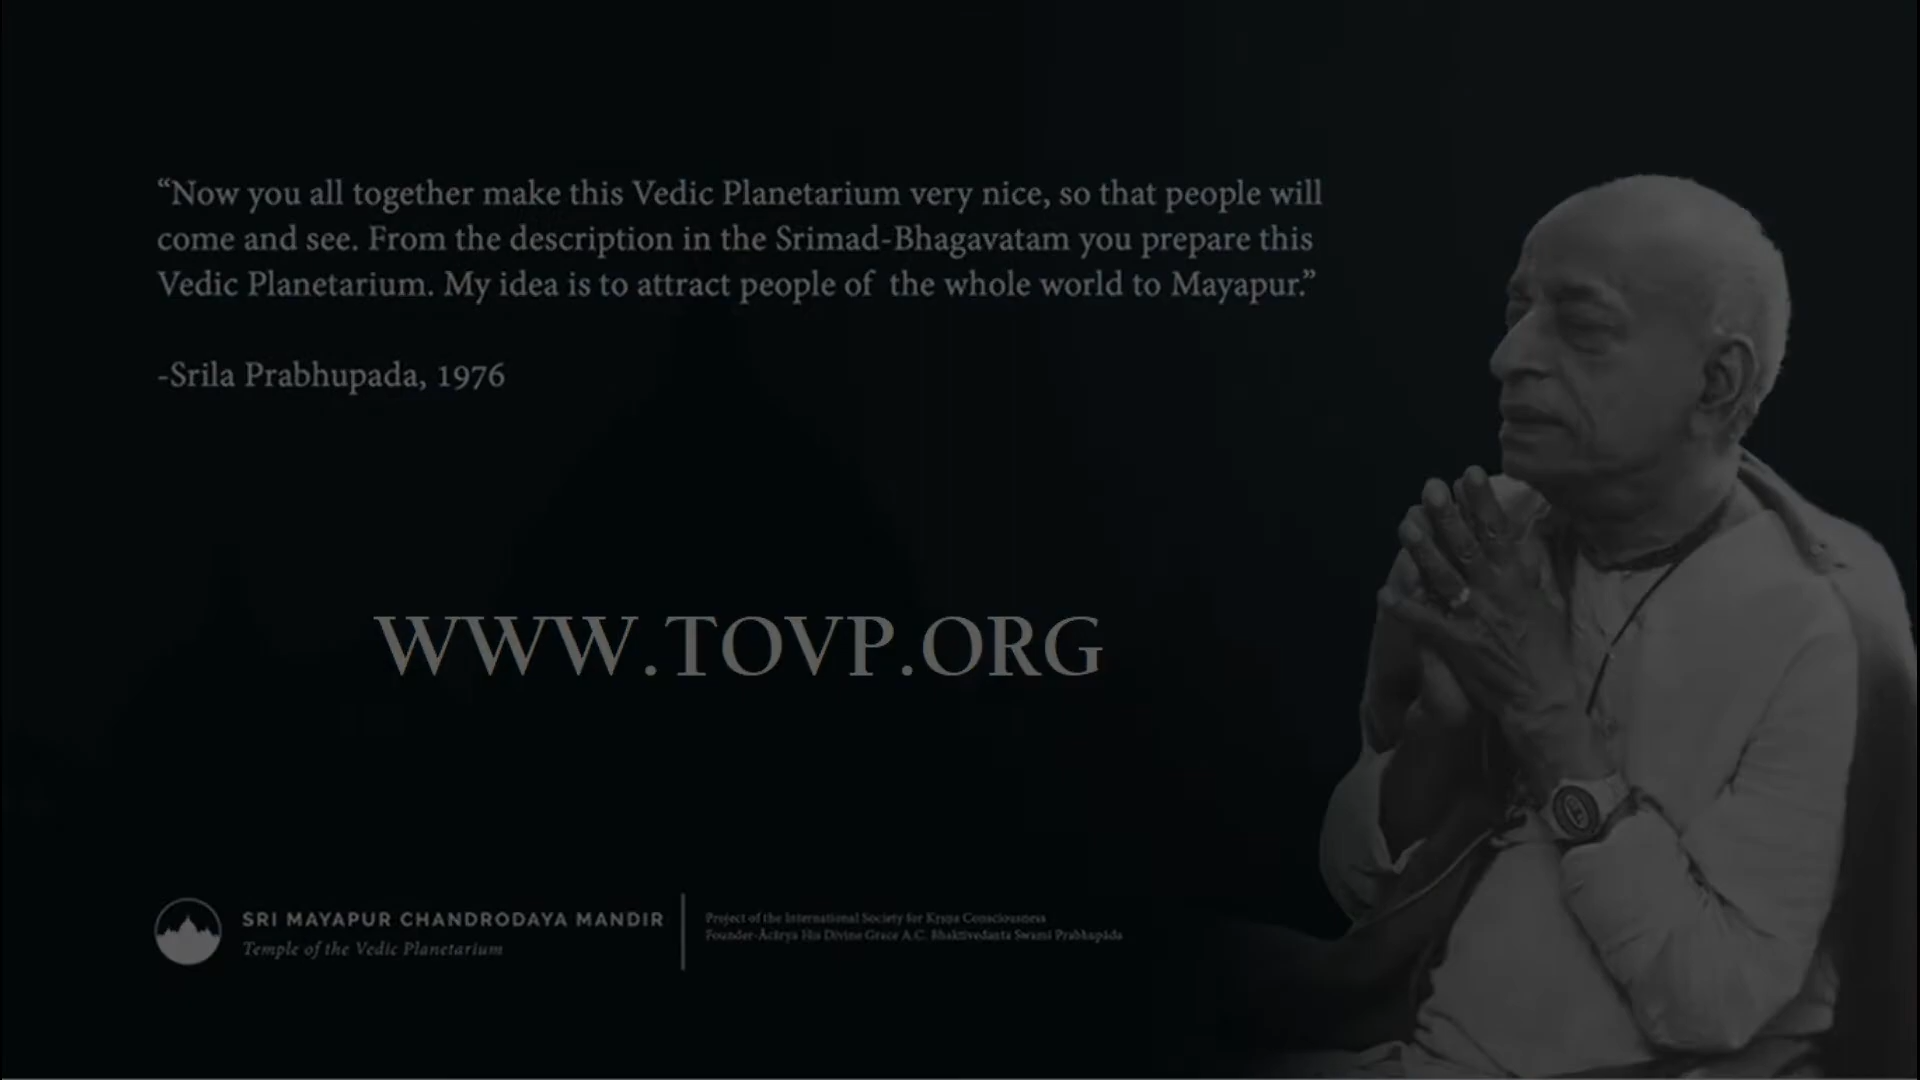 “Now you all together make this Vedic Planetarium very nice, so that people will
come and see. From the description in the Srimad-Bhagavatam you prepare this
Vedic Planetarium. My idea is to attract people of the whole world to Mayapur.”
-Srila Prabhupada, 1976
WWW.TOVP.ORG
SRI MAYAPUR CHANDRODAYA MANDIR
Temple of the Vedic Planetarium
Project of the International Society for Krṣṇa Consciousness
Founder-Ācārya His Divine Grace A.C. Bhaktivedanta Swami Prabhupāda